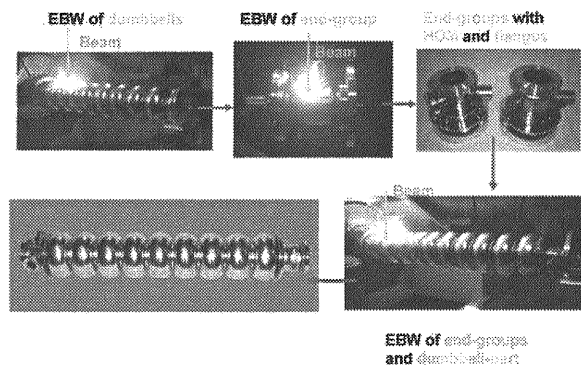 EBW of dumbbells
Beam
EBW of end-group
Beam
End-groups with
HOM and flanges
Beam
EBW of end-groups
and dumbbell-part